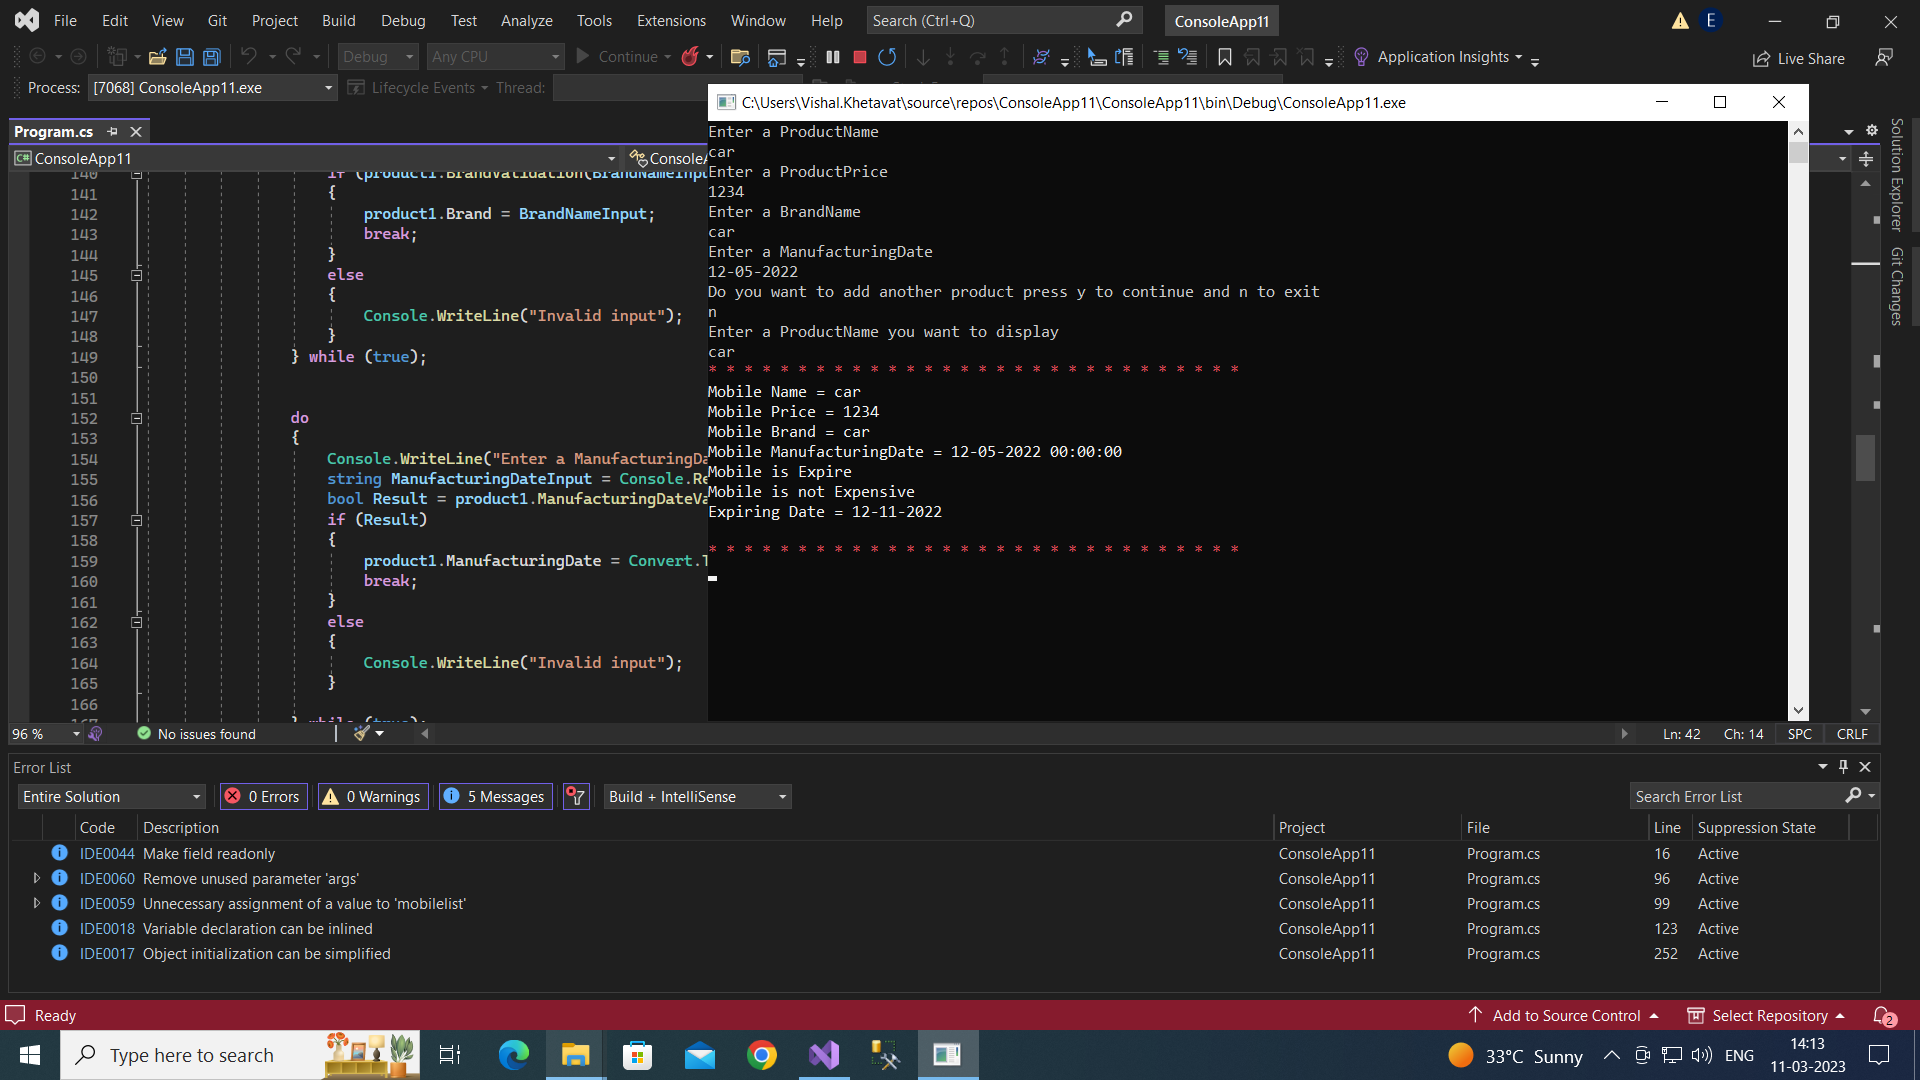 File Edit View Git Project Build Debug Test Analyze Tools Extensions Window Help Search (Ctrl+Q) ConsoleApp11 E
Debug Any CPU Continue Application Insights Live Share
Process: [7068] ConsoleApp11.exe Lifecycle Events Thread:
C:\Users\Vishal.Khetavat\source\repos\ConsoleApp11\ConsoleApp11\bin\Debug\ConsoleApp11.exe
Program.cs
C# ConsoleApp11 ConsoleA
140 if (product1.BrandValidation(BrandNameInpu
141 {
142 product1.Brand = BrandNameInput;
143 break;
144 }
145 else
146 {
147 Console.WriteLine("Invalid input");
148 }
149 } while (true);
150
151
152 do
153 {
154 Console.WriteLine("Enter a ManufacturingDa
155 string ManufacturingDateInput = Console.Re
156 bool Result = product1.ManufacturingDateVa
157 if (Result)
158 {
159 product1.ManufacturingDate = Convert.T
160 break;
161 }
162 else
163 {
164 Console.WriteLine("Invalid input");
165 }
166
167 } while (true);
Enter a ProductName
car
Enter a ProductPrice
1234
Enter a BrandName
car
Enter a ManufacturingDate
12-05-2022
Do you want to add another product press y to continue and n to exit
n
Enter a ProductName you want to display
car
* * * * * * * * * * * * * * * * * * * * * * * * * * * * * *
Mobile Name = car
Mobile Price = 1234
Mobile Brand = car
Mobile ManufacturingDate = 12-05-2022 00:00:00
Mobile is Expire
Mobile is not Expensive
Expiring Date = 12-11-2022
* * * * * * * * * * * * * * * * * * * * * * * * * * * * * *
Solution Explorer
Git Changes
96 % No issues found Ln: 42 Ch: 14 SPC CRLF
Error List
Entire Solution 0 Errors 0 Warnings 5 Messages Build + IntelliSense Search Error List
Code Description Project File Line Suppression State
IDE0044 Make field readonly ConsoleApp11 Program.cs 16 Active
IDE0060 Remove unused parameter 'args' ConsoleApp11 Program.cs 96 Active
IDE0059 Unnecessary assignment of a value to 'mobilelist' ConsoleApp11 Program.cs 99 Active
IDE0018 Variable declaration can be inlined ConsoleApp11 Program.cs 123 Active
IDE0017 Object initialization can be simplified ConsoleApp11 Program.cs 252 Active
Ready Add to Source Control Select Repository 2
Type here to search 33°C Sunny ENG 14:13
11-03-2023